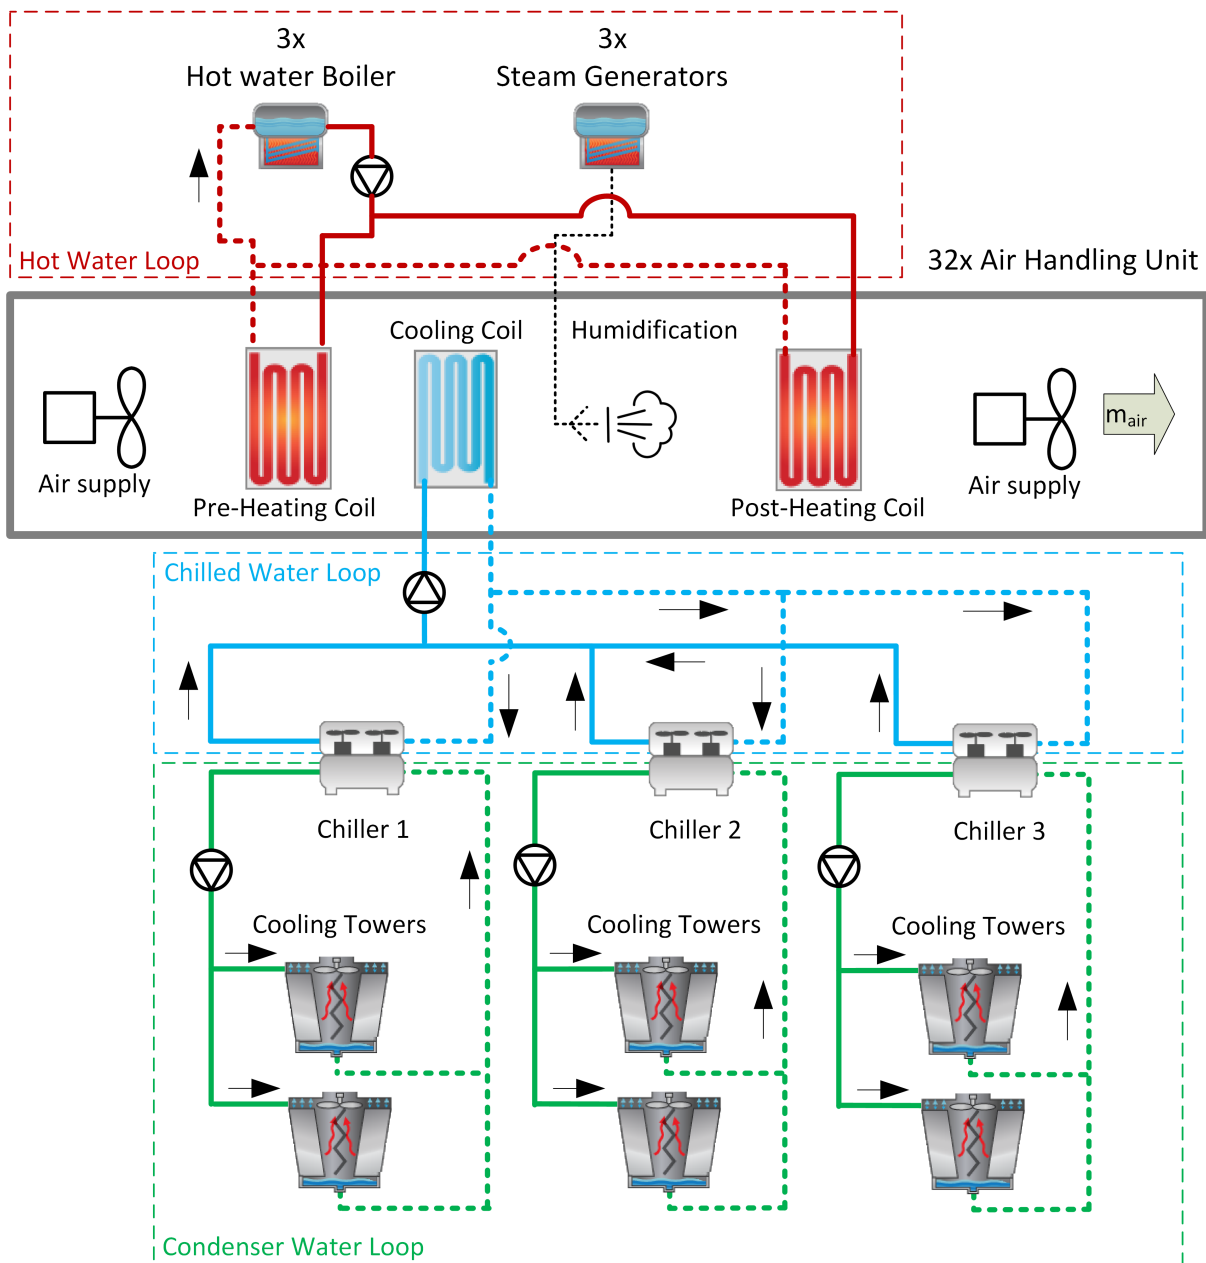 3x
Hot water Boiler
3x
Steam Generators
Hot Water Loop
32x Air Handling Unit
Cooling Coil
Humidification
Air supply
Pre-Heating Coil
Post-Heating Coil
Air supply
mair
Chilled Water Loop
Chiller 1
Chiller 2
Chiller 3
Cooling Towers
Cooling Towers
Cooling Towers
Condenser Water Loop